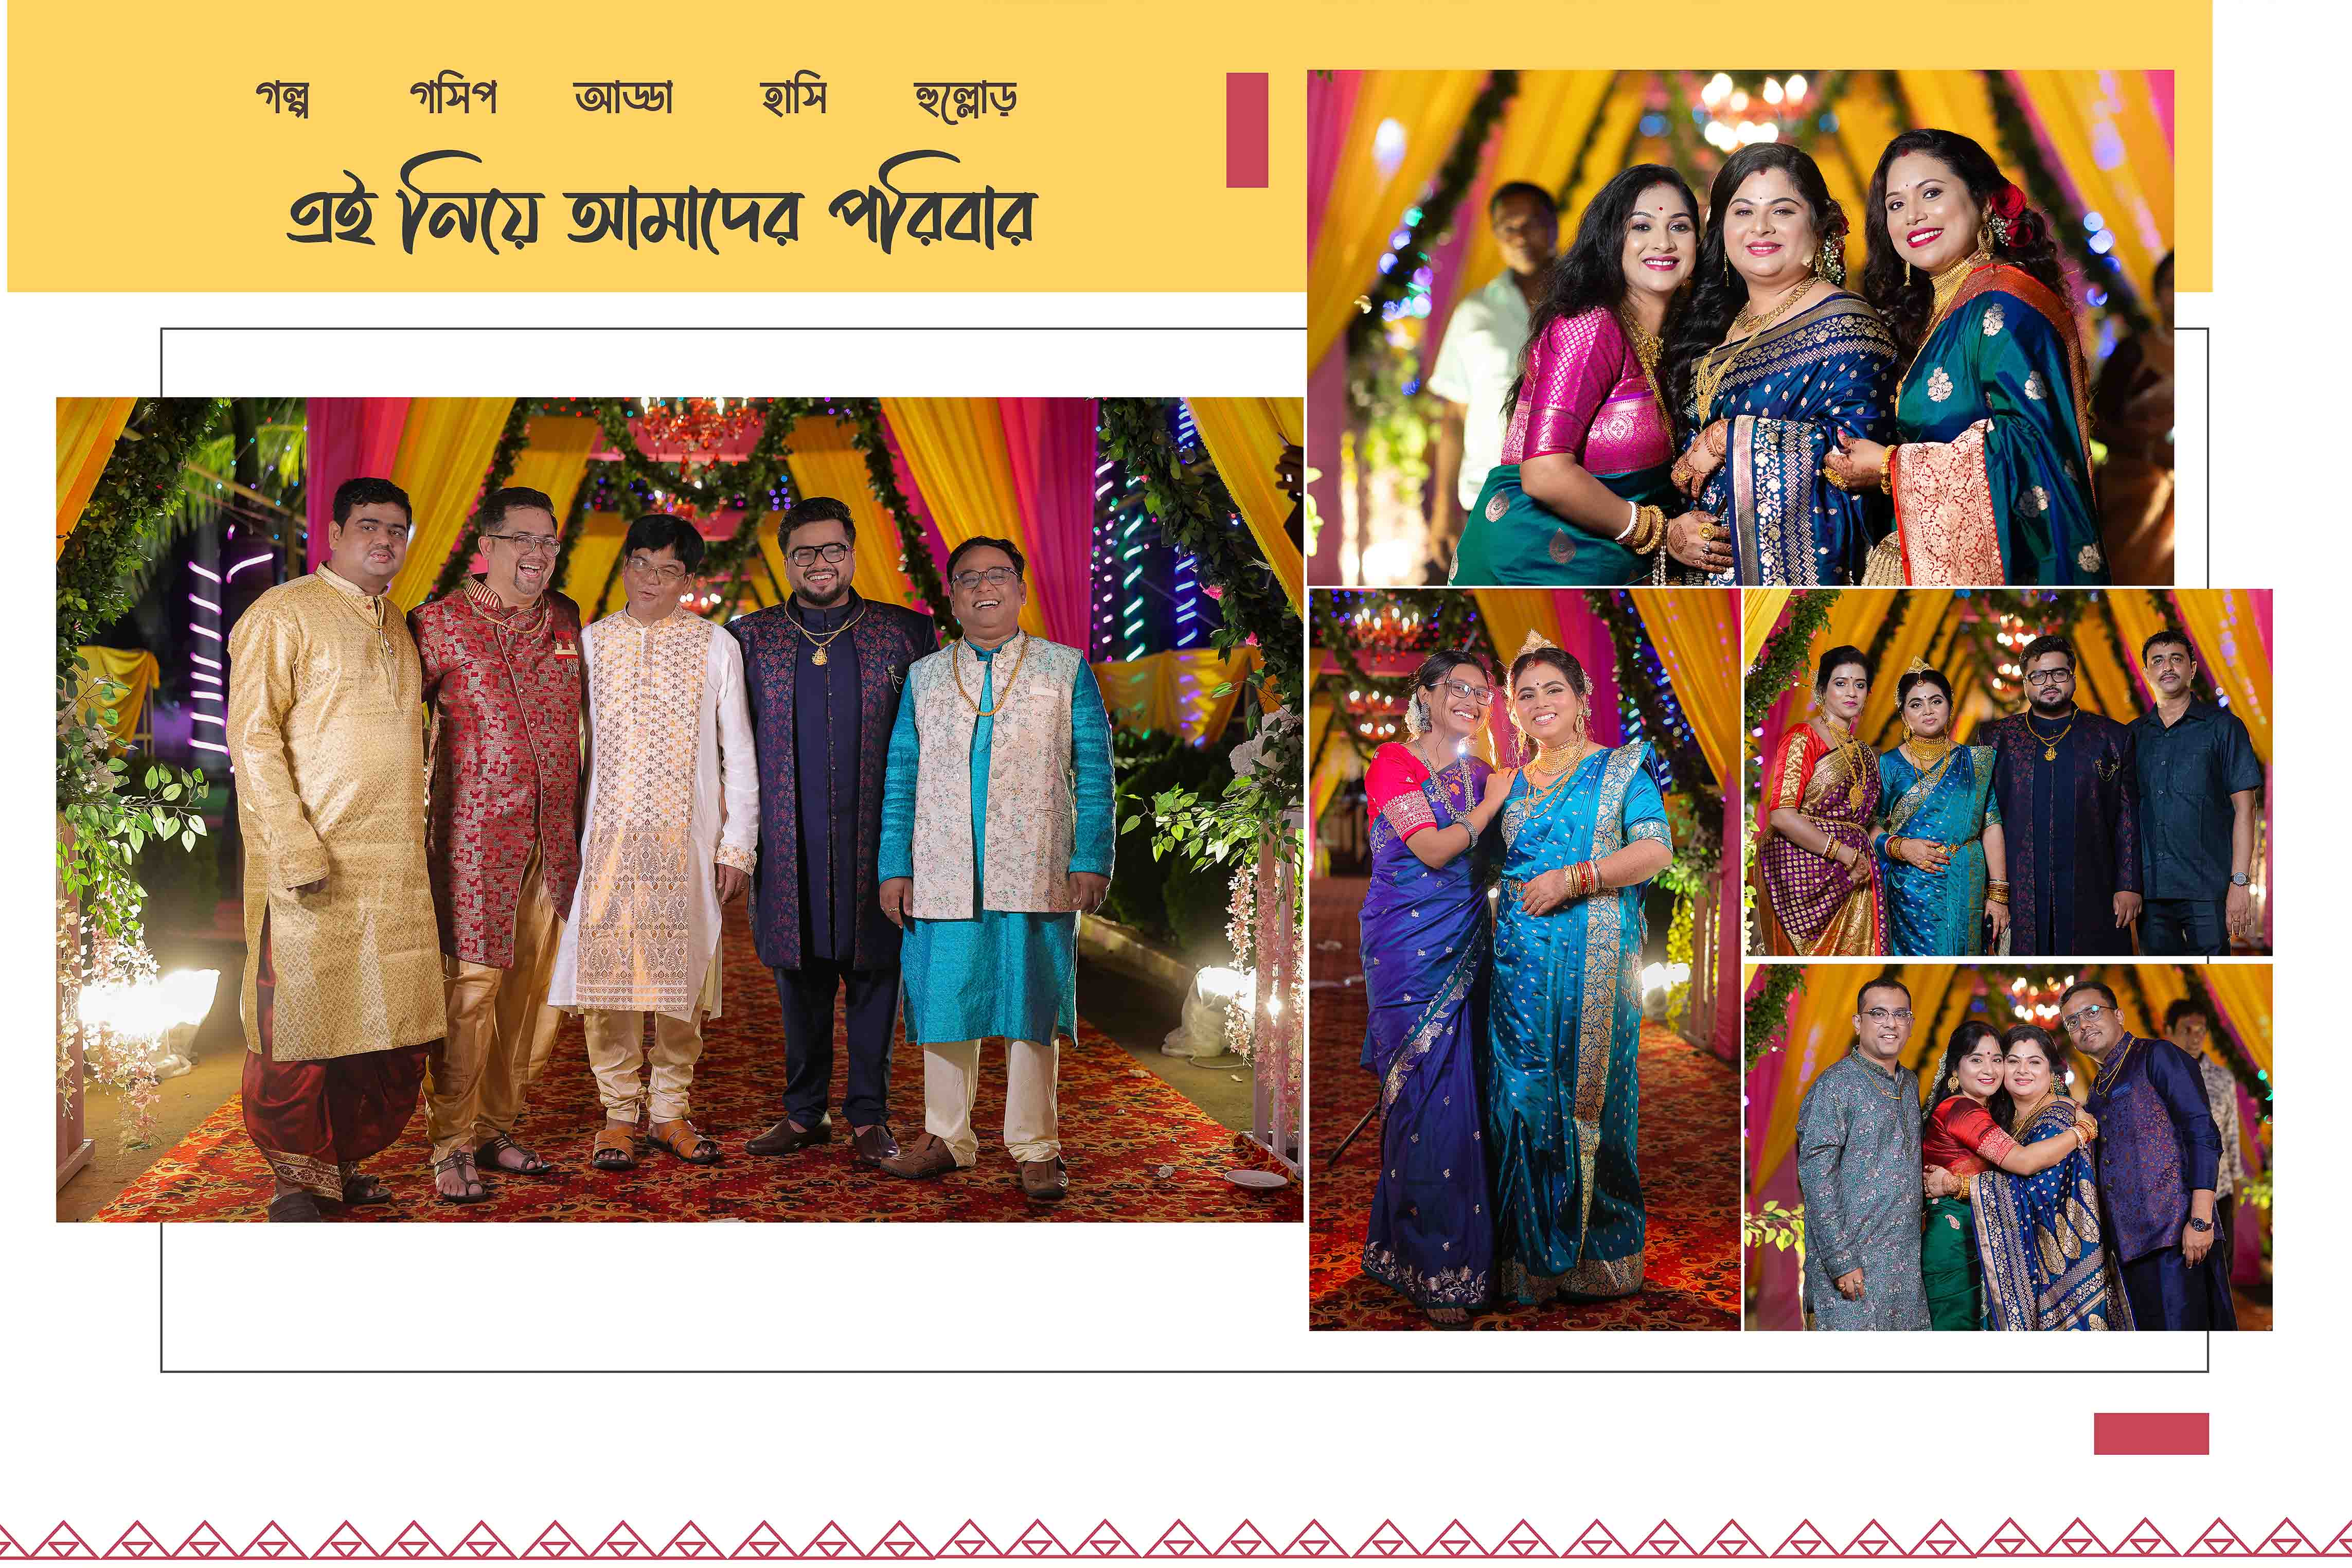 গল্প গসিপ আড্ডা হাসি হুল্লোড়
এই নিয়ে আমাদের পরিবার